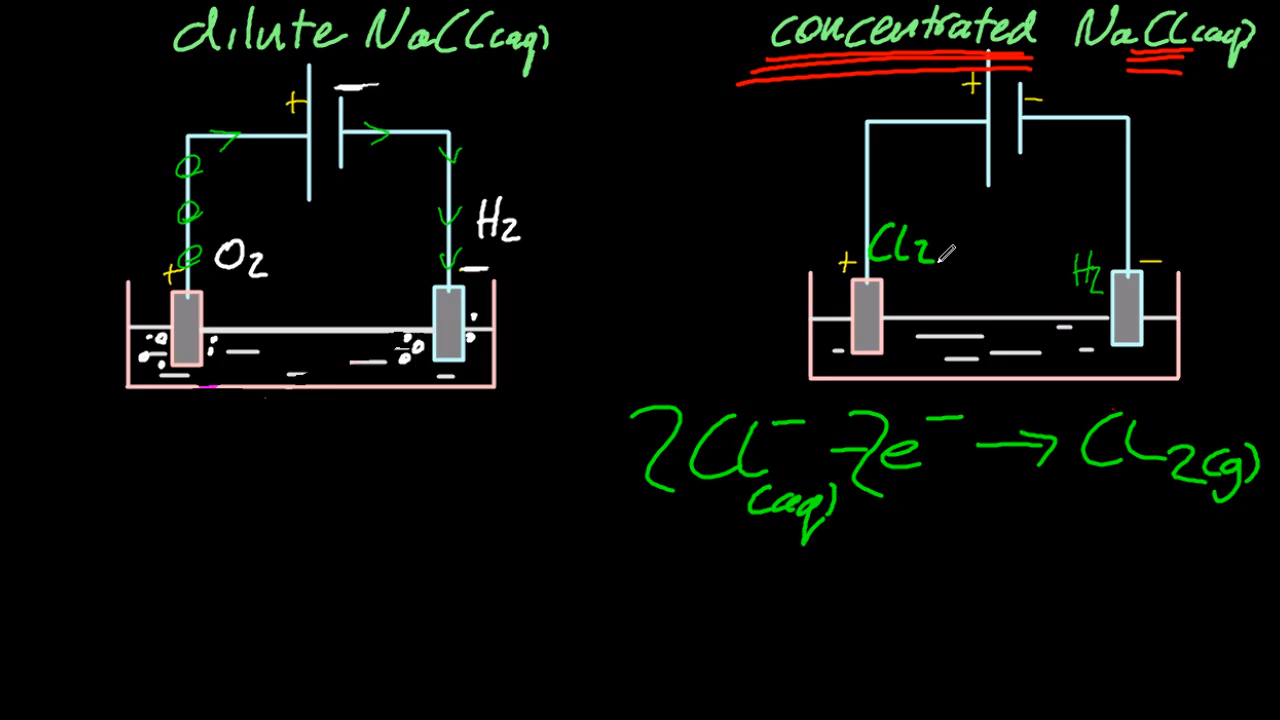 dilute NaCl(aq)
concentrated NaCl(aq)
+ −
+ −
O2
H2
+ −
Cl2
H2
+ −
2Cl⁻(aq) − 2e⁻ → Cl2(g)